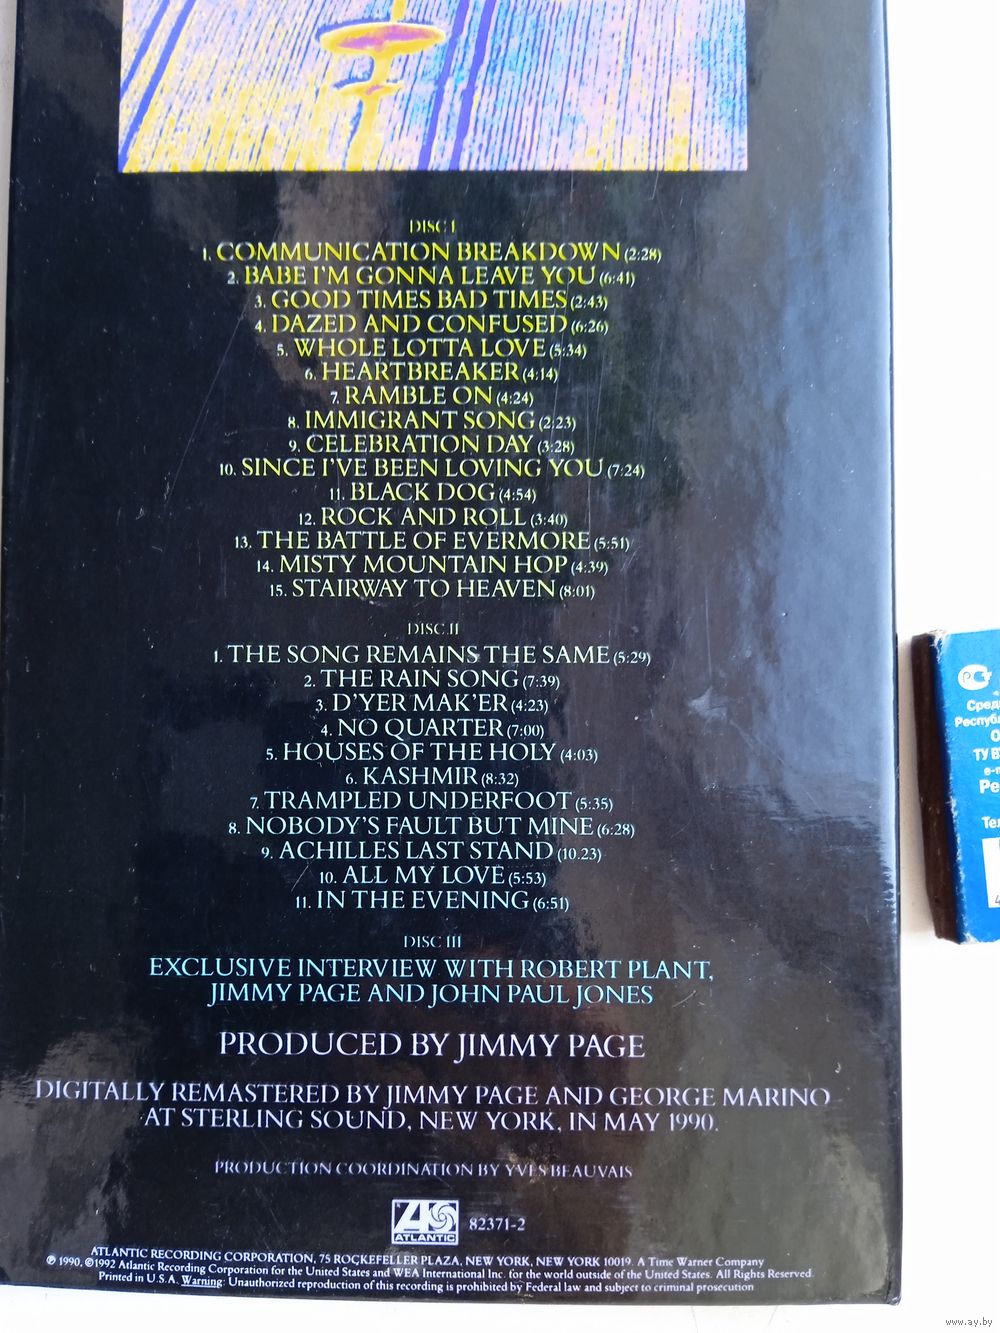 DISC I
1. COMMUNICATION BREAKDOWN (2:28)
2. BABE I'M GONNA LEAVE YOU (6:41)
3. GOOD TIMES BAD TIMES (2:43)
4. DAZED AND CONFUSED (6:26)
5. WHOLE LOTTA LOVE (5:34)
6. HEARTBREAKER (4:14)
7. RAMBLE ON (4:24)
8. IMMIGRANT SONG (2:23)
9. CELEBRATION DAY (3:28)
10. SINCE I'VE BEEN LOVING YOU (7:24)
11. BLACK DOG (4:54)
12. ROCK AND ROLL (3:40)
13. THE BATTLE OF EVERMORE (5:51)
14. MISTY MOUNTAIN HOP (4:39)
15. STAIRWAY TO HEAVEN (8:01)
DISC II
1. THE SONG REMAINS THE SAME (5:29)
2. THE RAIN SONG (7:39)
3. D'YER MAK'ER (4:23)
4. NO QUARTER (7:00)
5. HOUSES OF THE HOLY (4:03)
6. KASHMIR (8:32)
7. TRAMPLED UNDERFOOT (5:35)
8. NOBODY'S FAULT BUT MINE (6:28)
9. ACHILLES LAST STAND (10.23)
10. ALL MY LOVE (5:53)
11. IN THE EVENING (6:51)
DISC III
EXCLUSIVE INTERVIEW WITH ROBERT PLANT,
JIMMY PAGE AND JOHN PAUL JONES
PRODUCED BY JIMMY PAGE
DIGITALLY REMASTERED BY JIMMY PAGE AND GEORGE MARINO
AT STERLING SOUND, NEW YORK, IN MAY 1990.
PRODUCTION COORDINATION BY YVES BEAUVAIS
ATLANTIC 82371-2
ATLANTIC RECORDING CORPORATION, 75 ROCKEFELLER PLAZA, NEW YORK, NEW YORK 10019. A Time Warner Company
℗ 1990, ©1992 Atlantic Recording Corporation for the United States and WEA International Inc. for the world outside of the United States. All Rights Reserved.
Printed in U.S.A. Warning: Unauthorized reproduction of this recording is prohibited by Federal law and subject to criminal prosecution
Сред
Респуб
О
ТУ В
е-п
Ре
Тел
4
www.ay.by